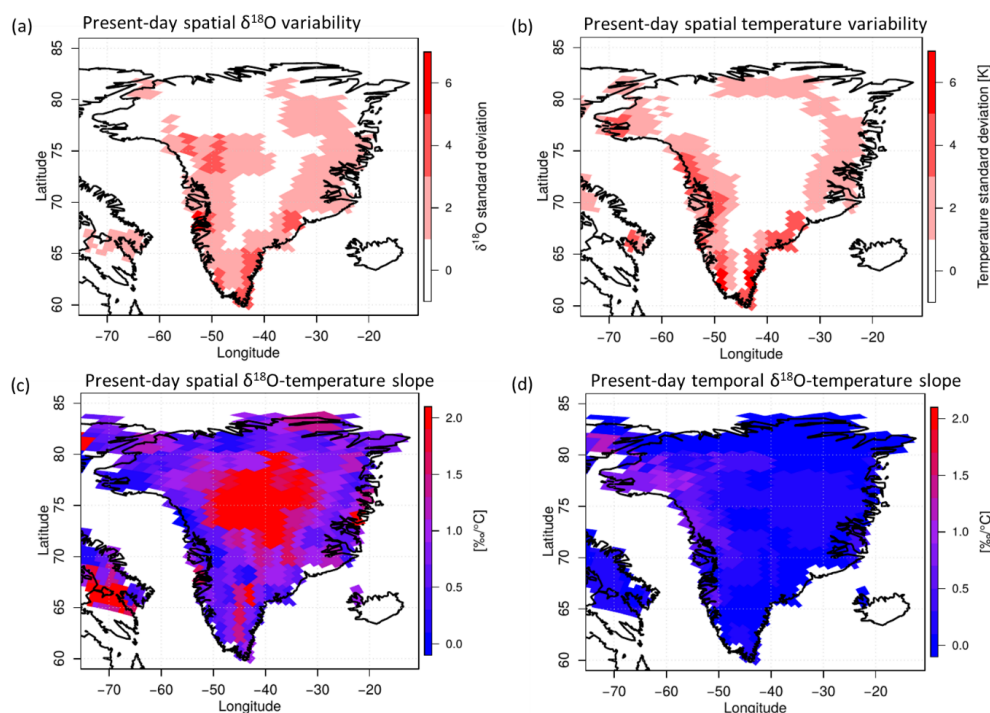 (a) Present-day spatial δ¹⁸O variability
85
80
75
70
65
60
Latitude
−70 −60 −50 −40 −30 −20
Longitude
6
4
2
0
δ¹⁸O standard deviation
(b) Present-day spatial temperature variability
85
80
75
70
65
60
Latitude
−70 −60 −50 −40 −30 −20
Longitude
6
4
2
0
Temperature standard deviation [K]
(c) Present-day spatial δ¹⁸O-temperature slope
85
80
75
70
65
60
Latitude
−70 −60 −50 −40 −30 −20
Longitude
2.0
1.5
1.0
0.5
0.0
[‰/°C]
(d) Present-day temporal δ¹⁸O-temperature slope
85
80
75
70
65
60
Latitude
−70 −60 −50 −40 −30 −20
Longitude
2.0
1.5
1.0
0.5
0.0
[‰/°C]